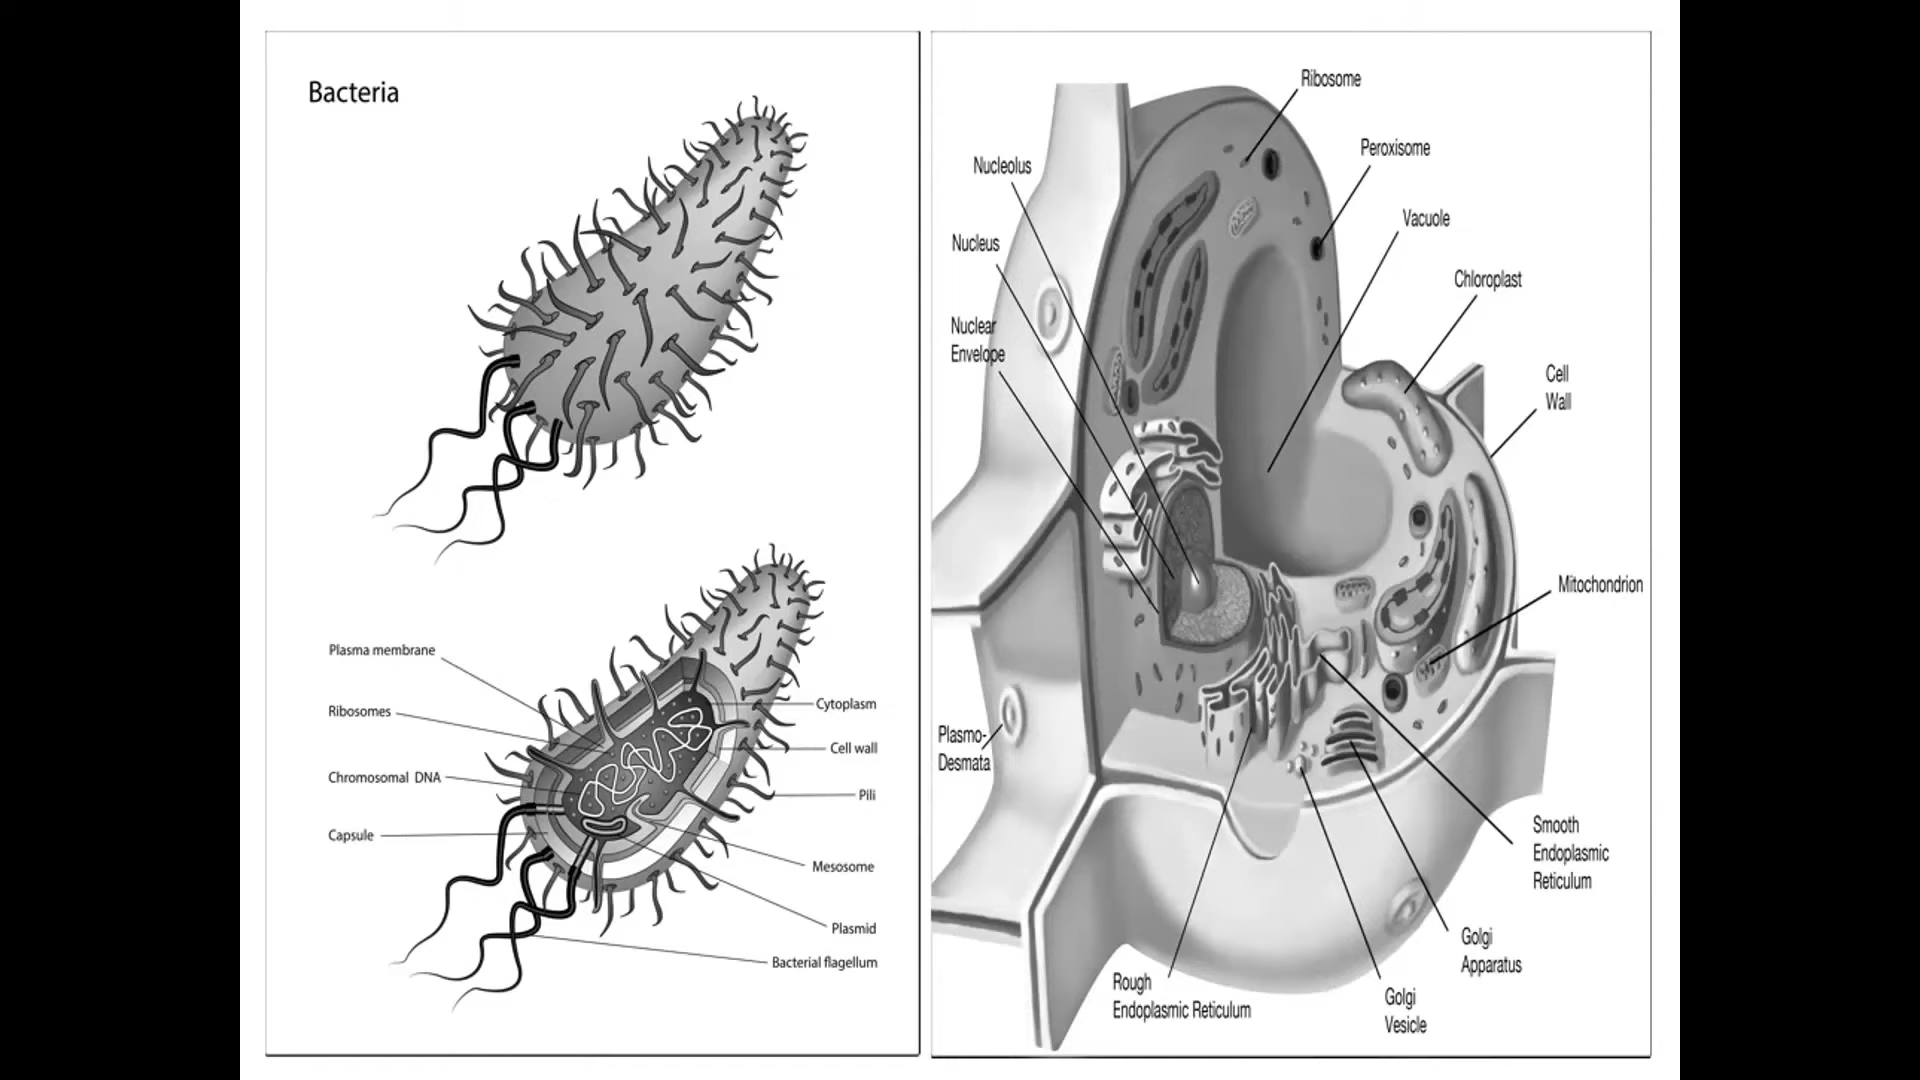 Bacteria
Plasma membrane
Ribosomes
Chromosomal DNA
Capsule
Cytoplasm
Cell wall
Pili
Mesosome
Plasmid
Bacterial flagellum
Ribosome
Peroxisome
Nucleolus
Vacuole
Nucleus
Chloroplast
Nuclear
Envelope
Cell
Wall
Mitochondrion
Plasmo-
Desmata
Smooth
Endoplasmic
Reticulum
Golgi
Apparatus
Rough
Endoplasmic Reticulum
Golgi
Vesicle